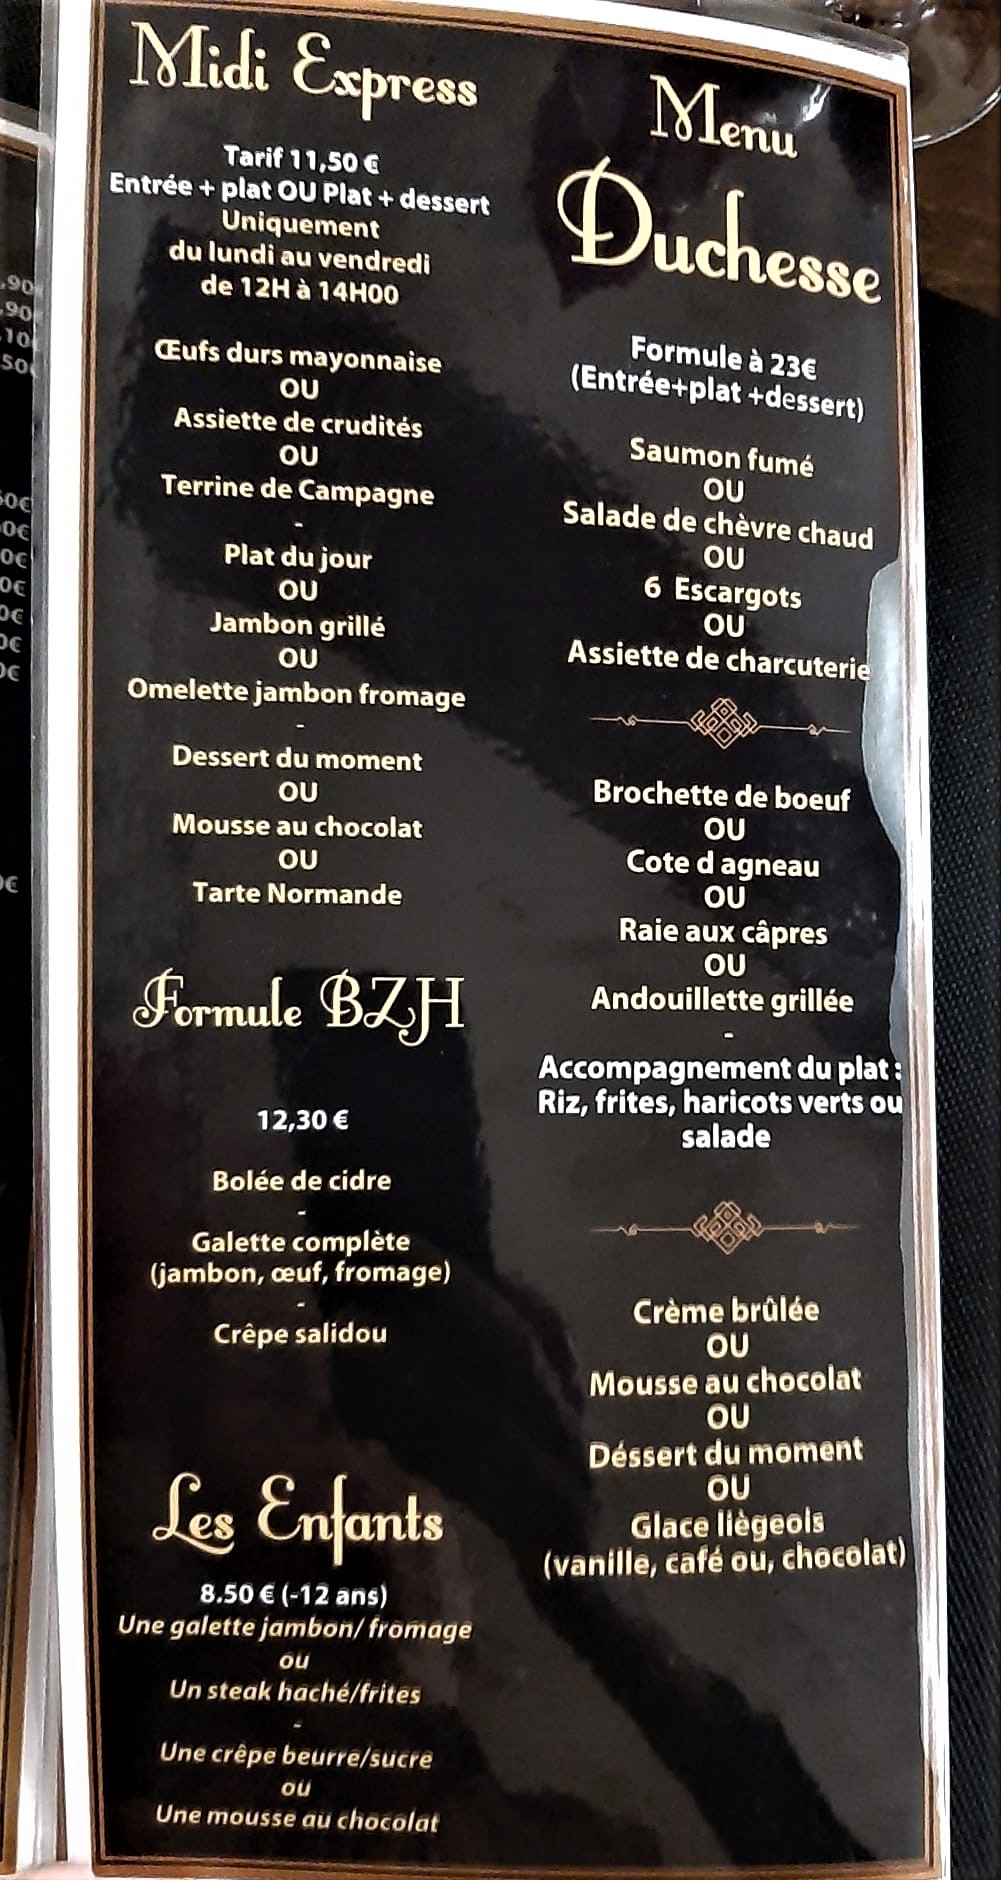 Midi Express
Tarif 11,50 €
Entrée + plat OU Plat + dessert
Uniquement
du lundi au vendredi
de 12H à 14H00
Œufs durs mayonnaise
OU
Assiette de crudités
OU
Terrine de Campagne
-
Plat du jour
OU
Jambon grillé
OU
Omelette jambon fromage
-
Dessert du moment
OU
Mousse au chocolat
OU
Tarte Normande
Formule BZH
12,30 €
Bolée de cidre
-
Galette complète
(jambon, œuf, fromage)
-
Crêpe salidou
Les Enfants
8.50 € (-12 ans)
Une galette jambon/ fromage
ou
Un steak haché/frites
-
Une crêpe beurre/sucre
ou
Une mousse au chocolat
Menu
Duchesse
Formule à 23€
(Entrée+plat +dessert)
Saumon fumé
OU
Salade de chèvre chaud
OU
6 Escargots
OU
Assiette de charcuterie
Brochette de boeuf
OU
Cote d agneau
OU
Raie aux câpres
OU
Andouillette grillée
-
Accompagnement du plat :
Riz, frites, haricots verts ou
salade
Crème brûlée
OU
Mousse au chocolat
OU
Déssert du moment
OU
Glace liègeois
(vanille, café ou, chocolat)